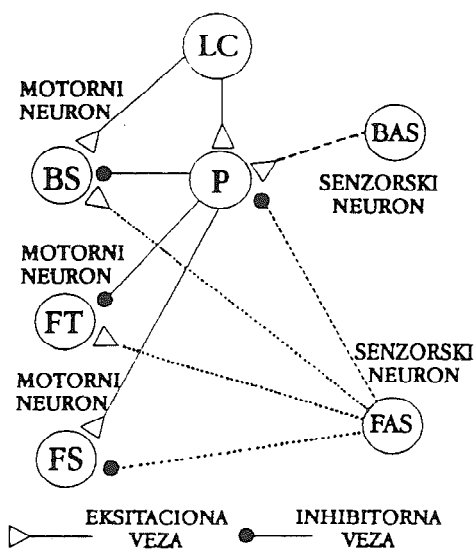 LC
MOTORNI
NEURON
BAS
BS
P
SENZORSKI
NEURON
MOTORNI
NEURON
FT
SENZORSKI
NEURON
MOTORNI
NEURON
FAS
FS
EKSITACIONA
VEZA
INHIBITORNA
VEZA